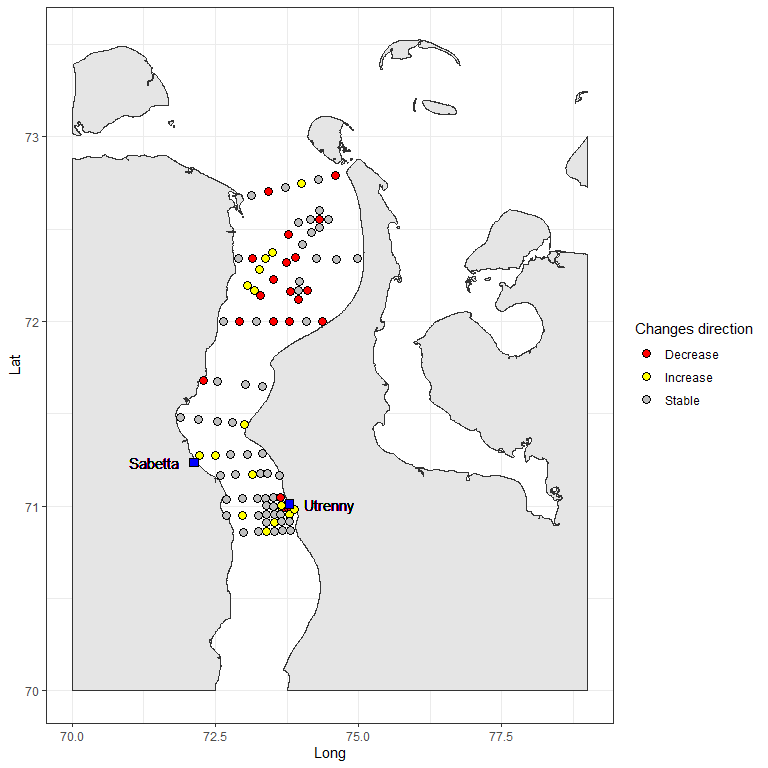 73
72
71
70
Lat
Sabetta
Utrenny
70.0
72.5
75.0
77.5
Long
Changes direction
Decrease
Increase
Stable